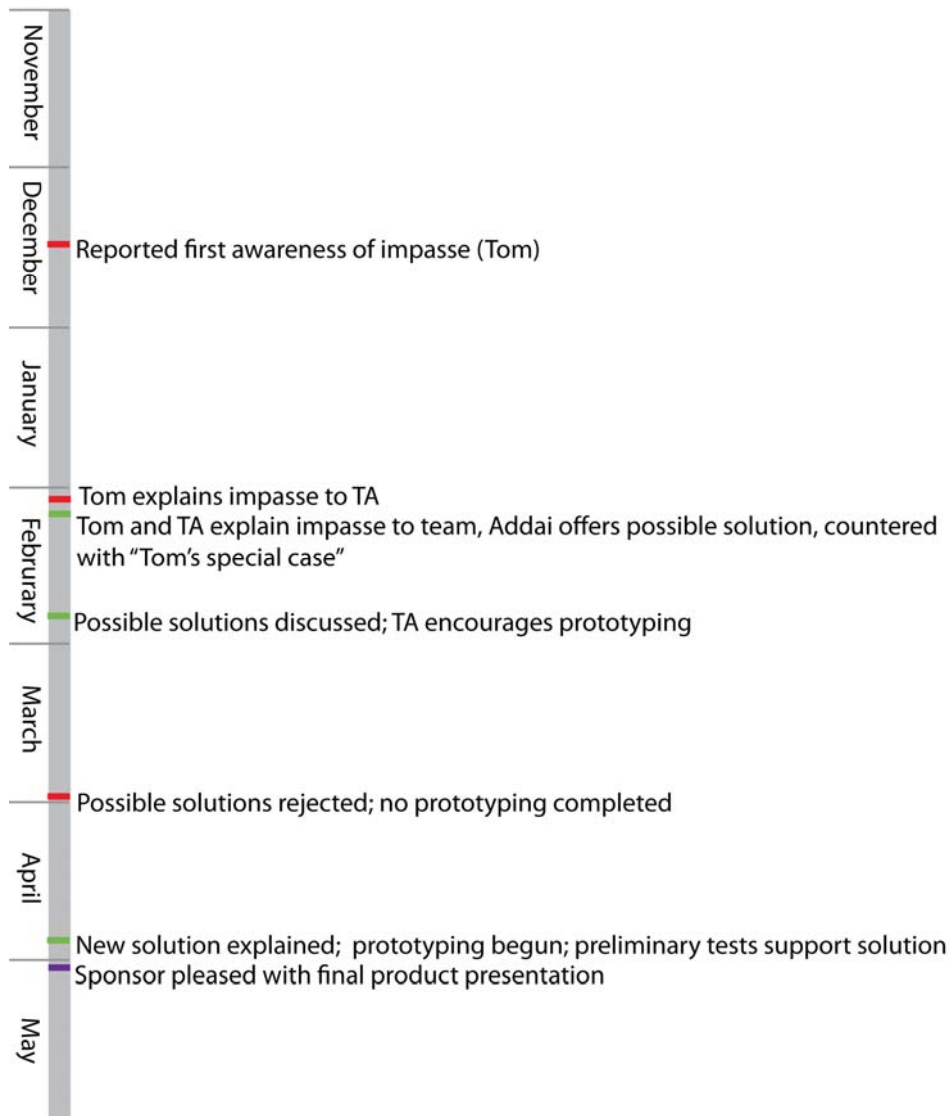 November
December
Reported first awareness of impasse (Tom)
January
Tom explains impasse to TA
Februrary
Tom and TA explain impasse to team, Addai offers possible solution, countered
with “Tom’s special case”
Possible solutions discussed; TA encourages prototyping
March
Possible solutions rejected; no prototyping completed
April
New solution explained; prototyping begun; preliminary tests support solution
Sponsor pleased with final product presentation
May